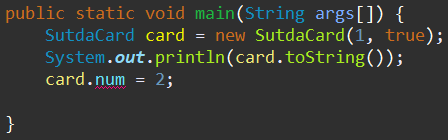 public static void main(String args[]) {
SutdaCard card = new SutdaCard(1, true);
System.out.println(card.toString());
card.num = 2;
}